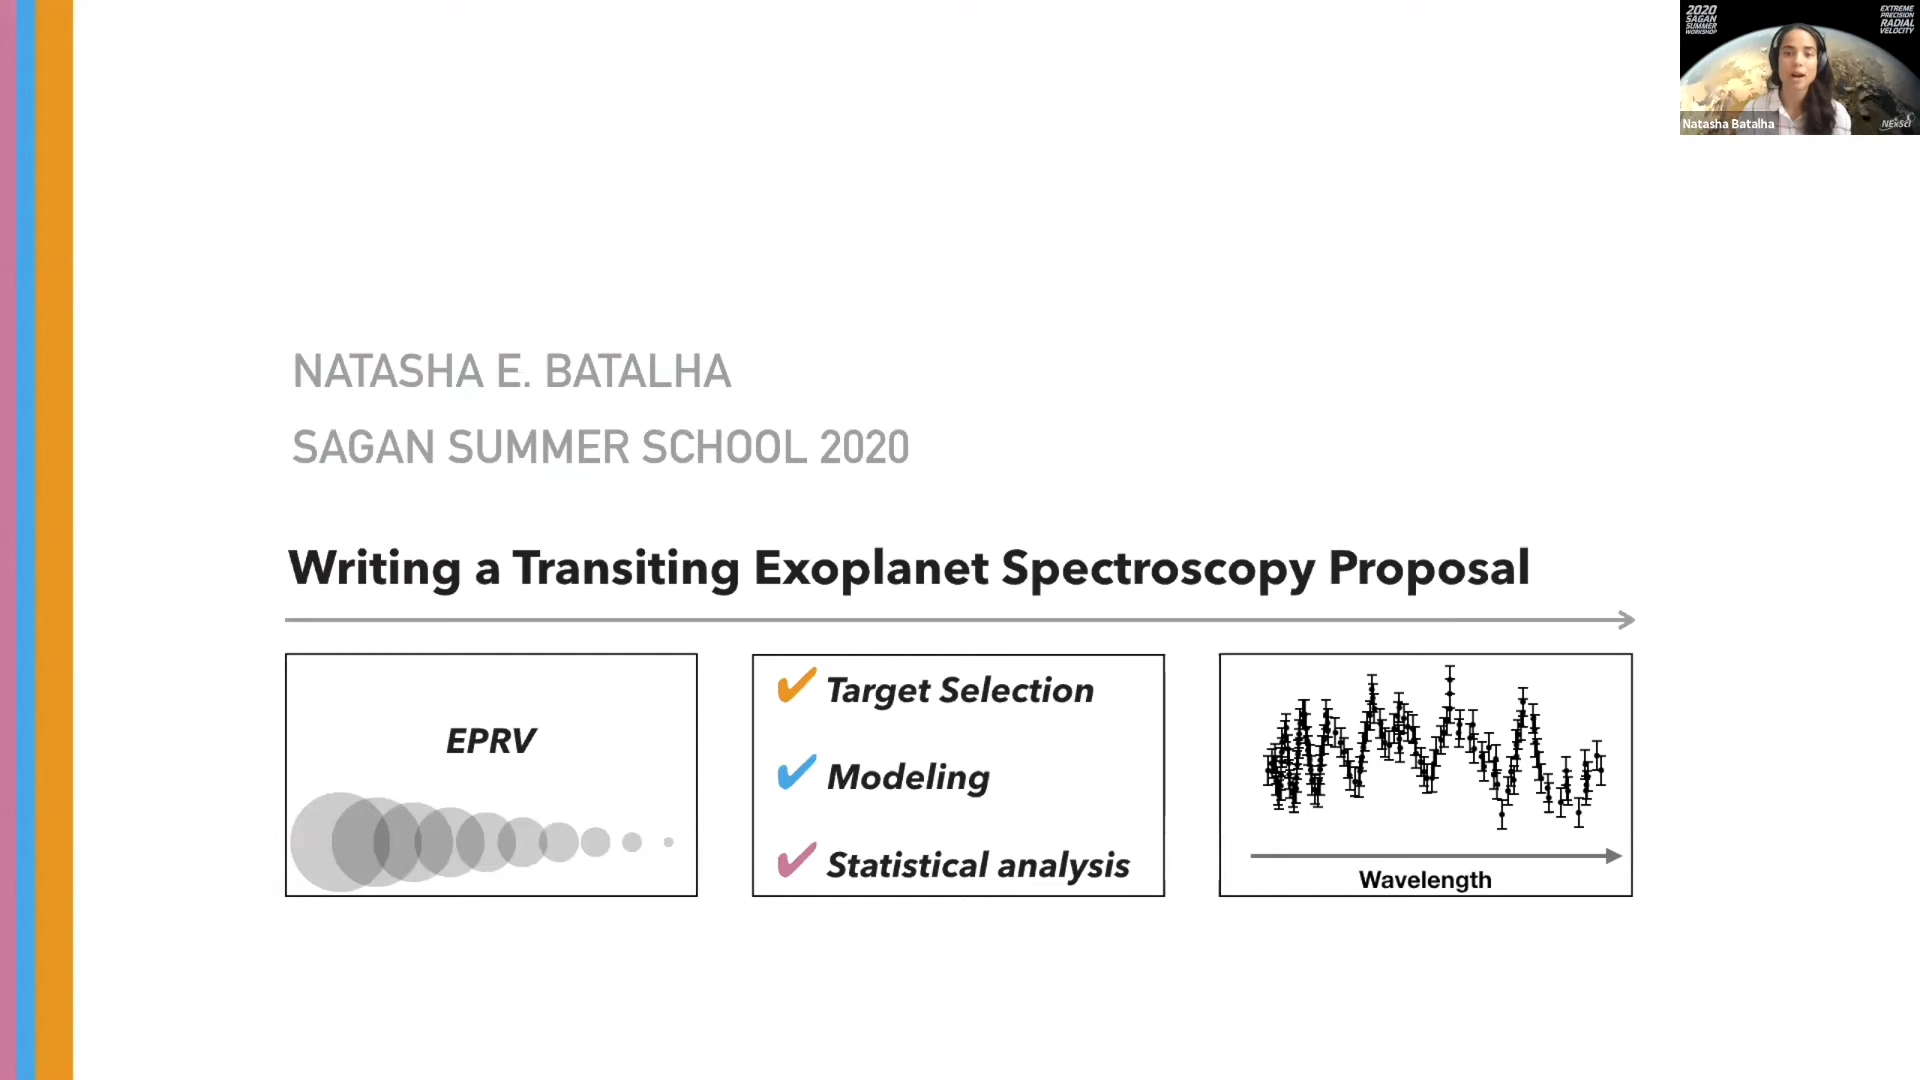 2020
SAGAN
SUMMER
WORKSHOP
EXTREME
PRECISION
RADIAL
VELOCITY
Natasha Batalha
NExScI
NATASHA E. BATALHA
SAGAN SUMMER SCHOOL 2020
Writing a Transiting Exoplanet Spectroscopy Proposal
EPRV
Target Selection
Modeling
Statistical analysis
Wavelength